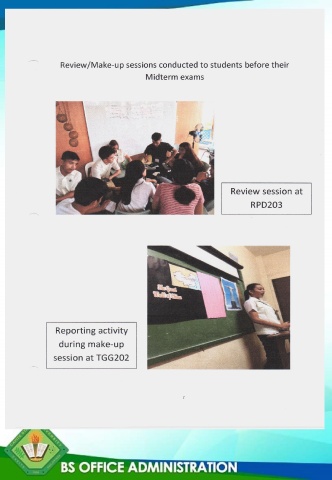 Review/Make-up sessions conducted to students before their
Midterm exams
Review session at
RPD203
Reporting activity
during make-up
session at TGG202
BS OFFICE ADMINISTRATION